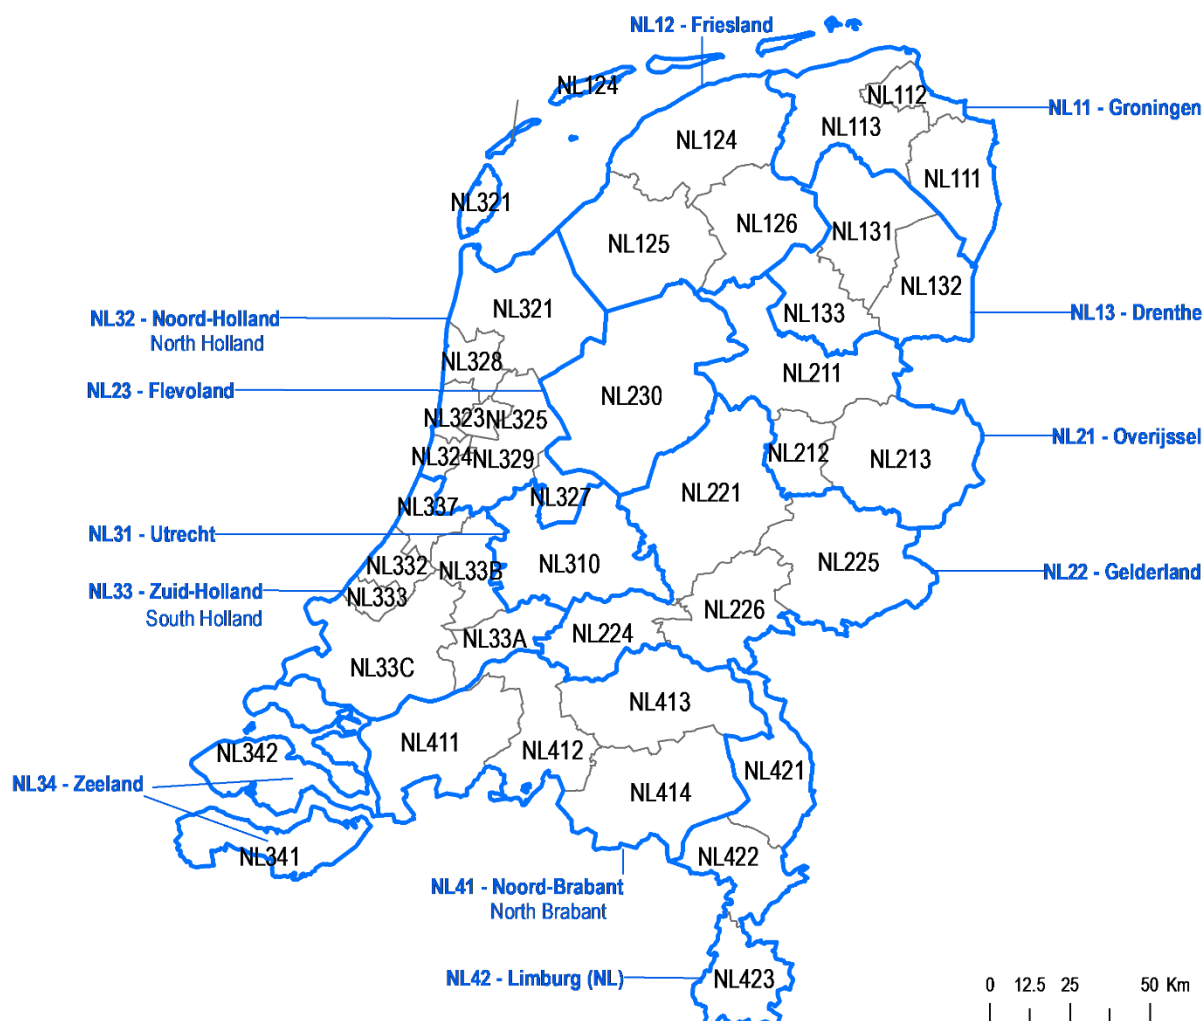 NL12 - Friesland
NL124
NL112
NL11 - Groningen
NL113
NL124
NL111
NL321
NL126
NL131
NL125
NL132
NL321
NL133
NL13 - Drenthe
NL32 - Noord-Holland
North Holland
NL328
NL211
NL23 - Flevoland
NL230
NL323
NL325
NL21 - Overijssel
NL324
NL329
NL212
NL213
NL221
NL327
NL337
NL31 - Utrecht
NL332
NL33B
NL310
NL225
NL22 - Gelderland
NL33 - Zuid-Holland
South Holland
NL333
NL226
NL224
NL33A
NL33C
NL413
NL411
NL412
NL342
NL421
NL34 - Zeeland
NL414
NL341
NL422
NL41 - Noord-Brabant
North Brabant
NL42 - Limburg (NL)
NL423
0 12.5 25 50 Km